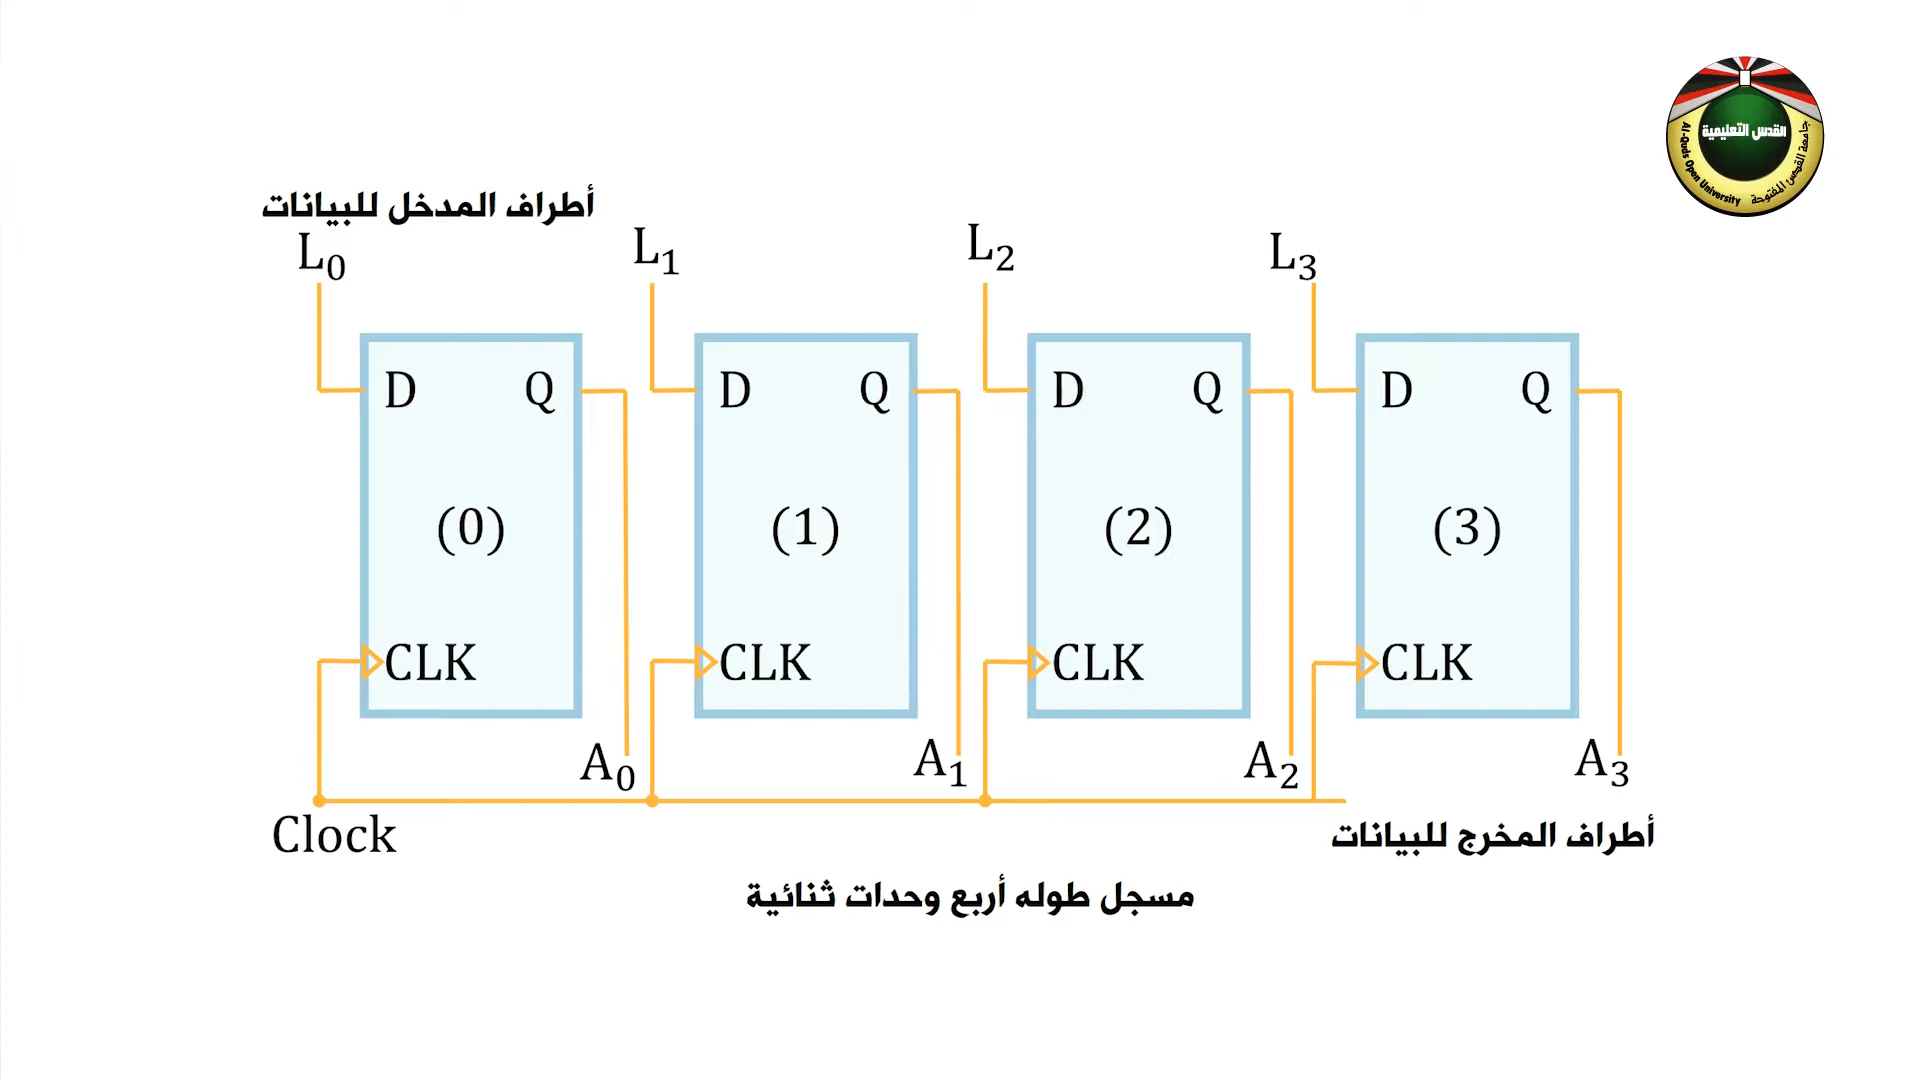 القدس التعليمية
جامعة القدس المفتوحة
Al-Quds Open University
أطراف المدخل للبيانات
L₀ L₁ L₂ L₃
D Q D Q D Q D Q
(0) (1) (2) (3)
CLK CLK CLK CLK
A₀ A₁ A₂ A₃
Clock
أطراف المخرج للبيانات
مسجل طوله أربع وحدات ثنائية